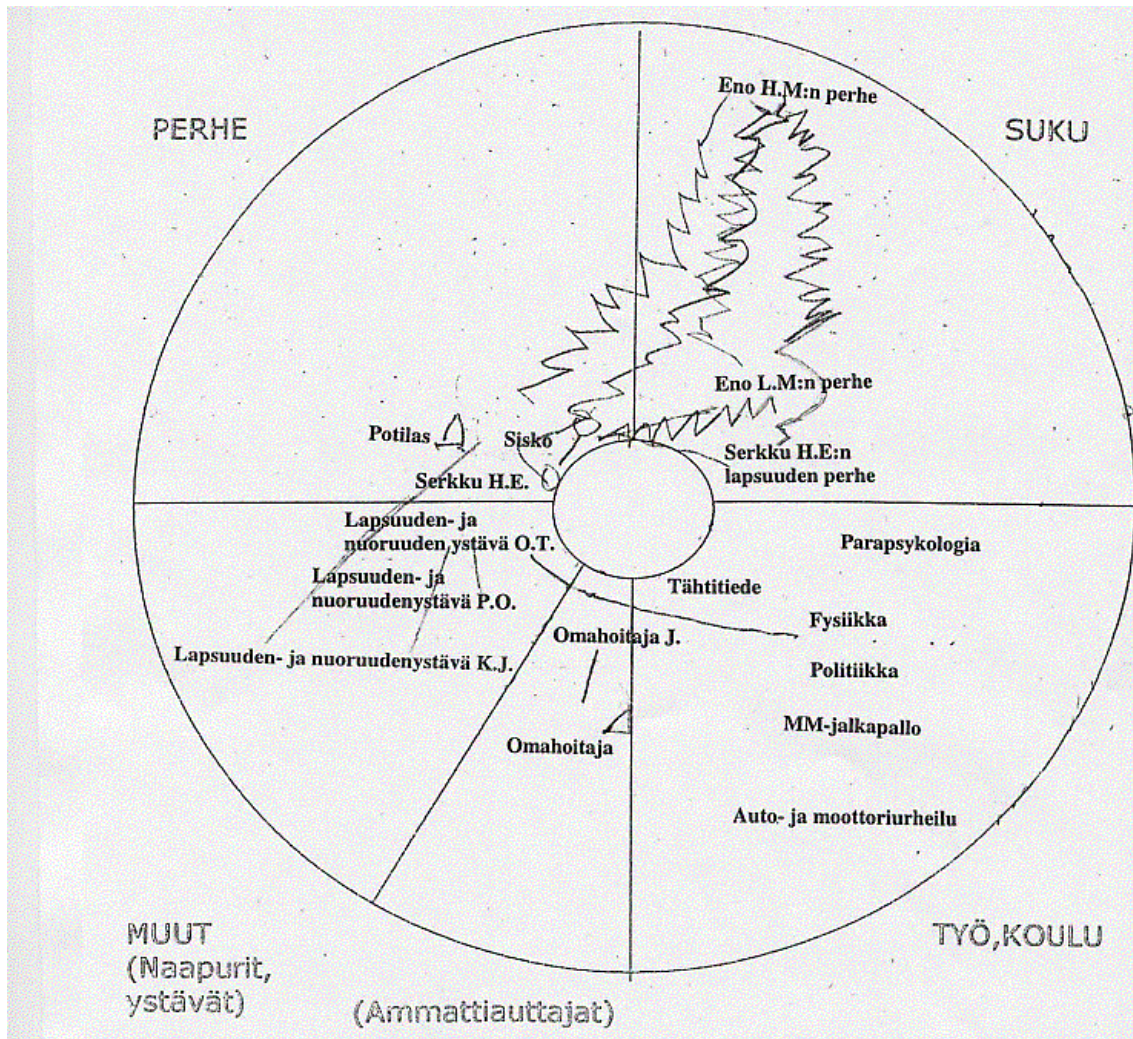 PERHE
SUKU
Eno H.M:n perhe
Eno L.M:n perhe
Potilas
Sisko
Serkku H.E.
Serkku H.E:n
lapsuuden perhe
Lapsuuden- ja
nuoruuden ystävä O.T.
Lapsuuden- ja
nuoruudenystävä P.O.
Lapsuuden- ja nuoruudenystävä K.J.
Parapsykologia
Tähtitiede
Fysiikka
Omahoitaja J.
Politiikka
MM-jalkapallo
Omahoitaja
Auto- ja moottoriurheilu
MUUT
(Naapurit,
ystävät)
(Ammattiauttajat)
TYÖ,KOULU